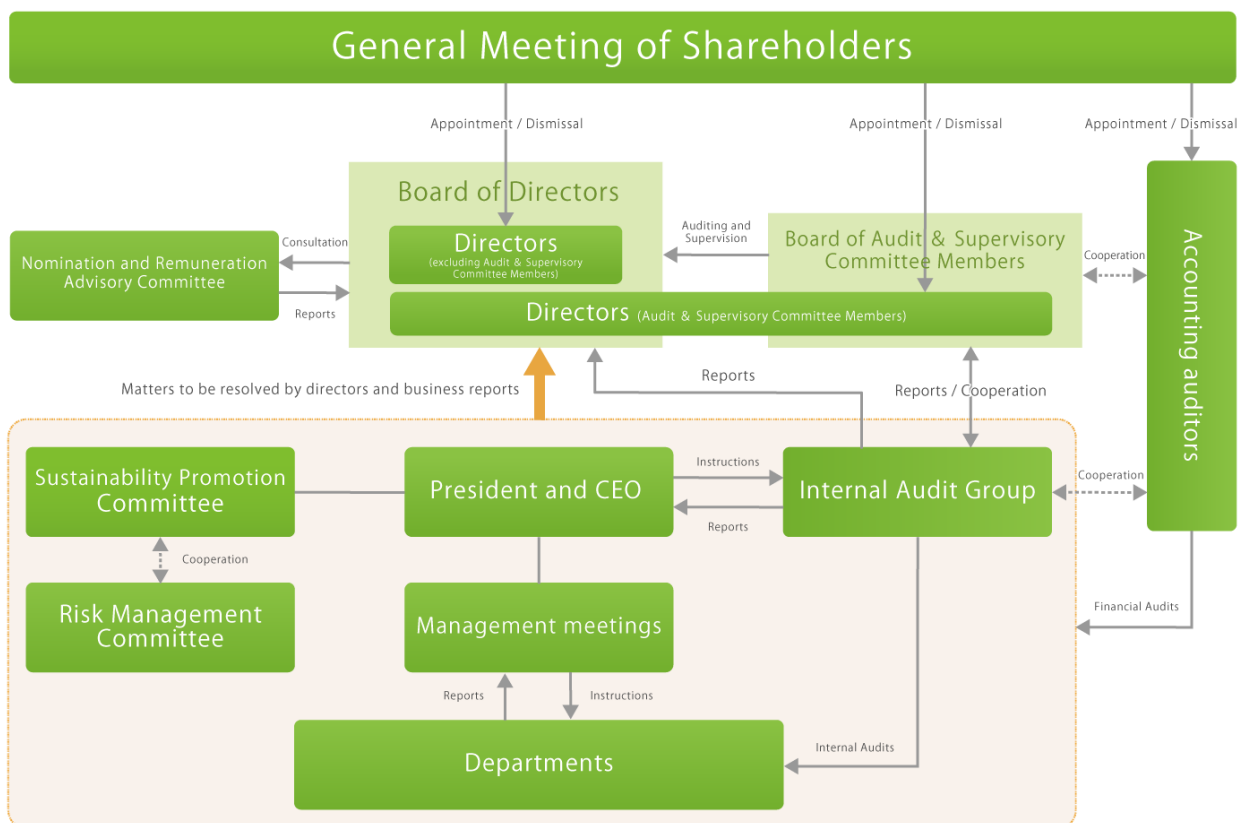 General Meeting of Shareholders
Appointment / Dismissal
Appointment / Dismissal
Appointment / Dismissal
Board of Directors
Directors
(excluding Audit & Supervisory
Committee Members)
Auditing and
Supervision
Board of Audit & Supervisory
Committee Members
Directors (Audit & Supervisory Committee Members)
Consultation
Nomination and Remuneration
Advisory Committee
Reports
Cooperation
Accounting auditors
Matters to be resolved by directors and business reports
Reports
Reports / Cooperation
Sustainability Promotion
Committee
President and CEO
Instructions
Reports
Internal Audit Group
Cooperation
Cooperation
Risk Management
Committee
Management meetings
Financial Audits
Reports
Instructions
Departments
Internal Audits